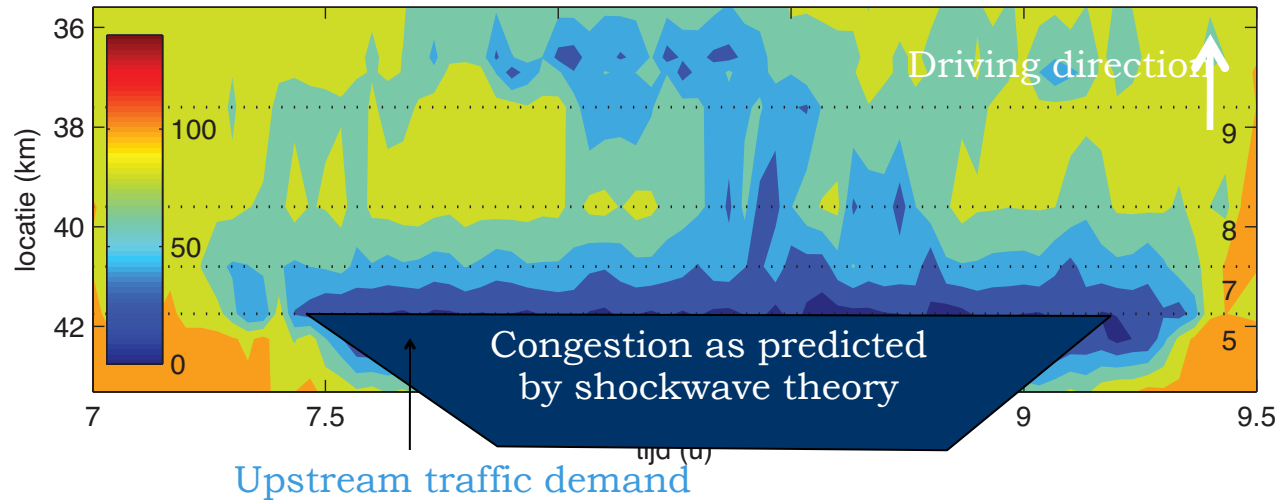 36
38
40
42
locatie (km)
100
50
0
Driving direction
9
8
7
5
Congestion as predicted
by shockwave theory
7
7.5
9
9.5
tijd (u)
Upstream traffic demand